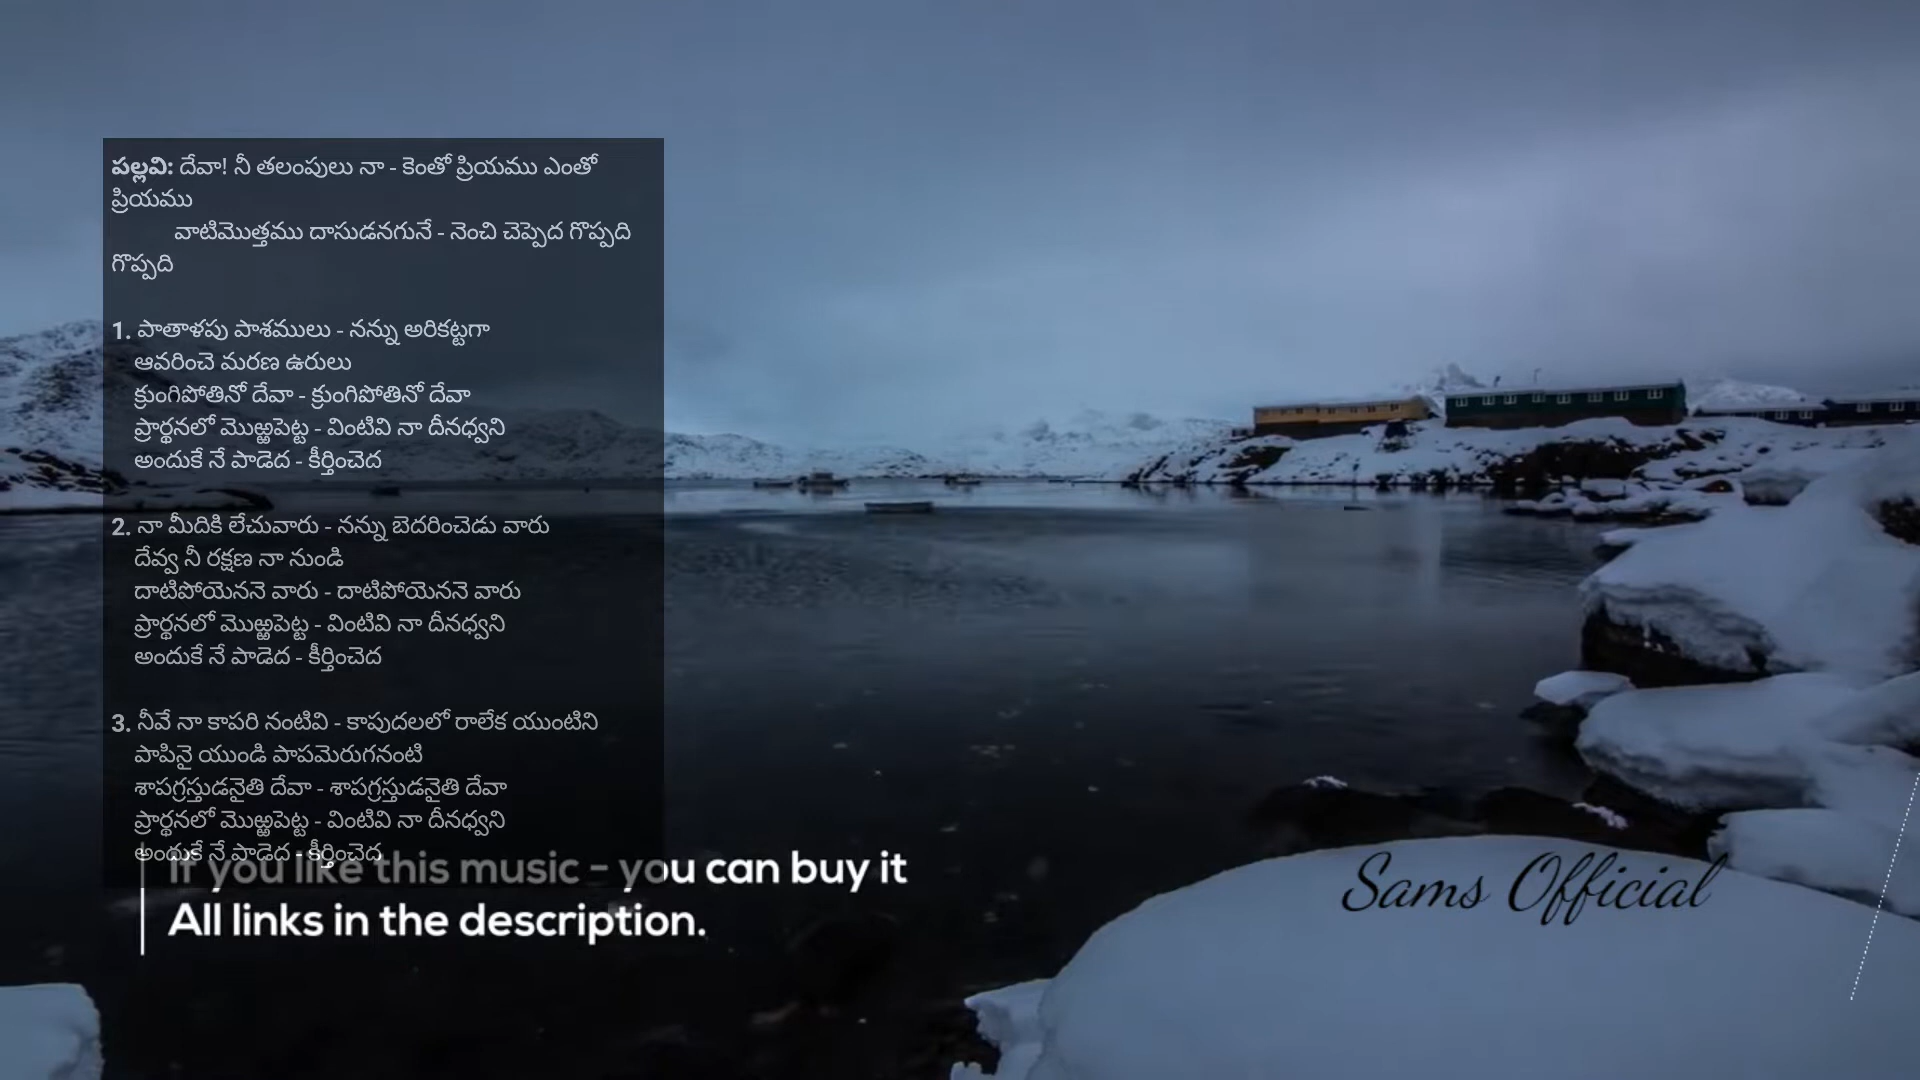 పల్లవి: దేవా! నీ తలంపులు నా - కెంతో ప్రియము ఎంతో
ప్రియము
వాటిమొత్తము దాసుడనగునే - నెంచి చెప్పెద గొప్పది
గొప్పది
1. పాతాళపు పాశములు - నన్ను అరికట్టగా
ఆవరించె మరణ ఉరులు
క్రుంగిపోతినో దేవా - క్రుంగిపోతినో దేవా
ప్రార్థనలో మొఱ్ఱపెట్ట - వింటివి నా దీనధ్వని
అందుకే నే పాడెద - కీర్తించెద
2. నా మీదికి లేచువారు - నన్ను బెదరించెడు వారు
దేవ్వ నీ రక్షణ నా నుండి
దాటిపోయెననె వారు - దాటిపోయెననె వారు
ప్రార్థనలో మొఱ్ఱపెట్ట - వింటివి నా దీనధ్వని
అందుకే నే పాడెద - కీర్తించెద
3. నీవే నా కాపరి నంటివి - కాపుదలలో రాలేక యుంటిని
పాపినై యుండి పాపమెరుగనంటి
శాపగ్రస్తుడనైతి దేవా - శాపగ్రస్తుడనైతి దేవా
ప్రార్థనలో మొఱ్ఱపెట్ట - వింటివి నా దీనధ్వని
అందుకే నే పాడెద - కీర్తించెద
If you like this music - you can buy it
All links in the description.
Sams Official